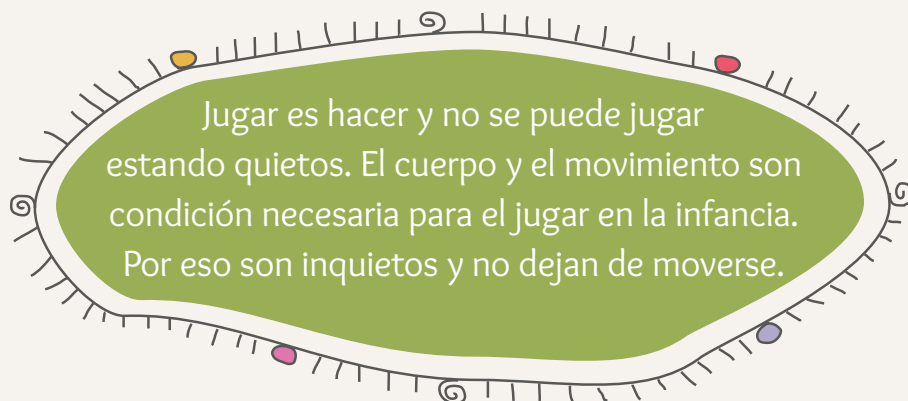 Jugar es hacer y no se puede jugar
estando quietos. El cuerpo y el movimiento son
condición necesaria para el jugar en la infancia.
Por eso son inquietos y no dejan de moverse.